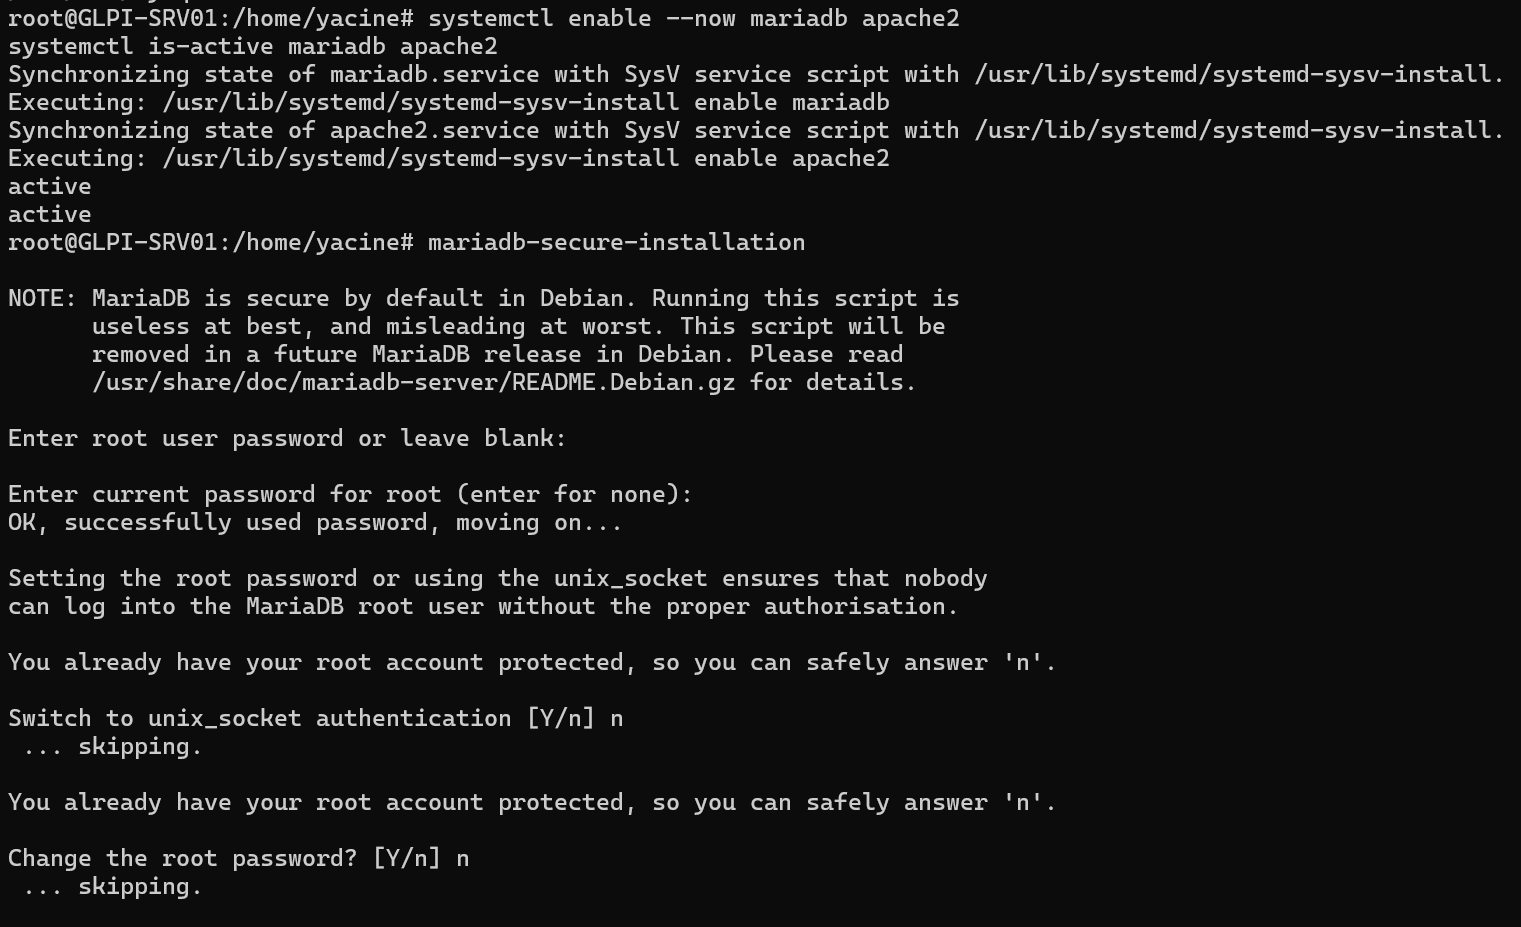 root@GLPI-SRV01:/home/yacine# systemctl enable --now mariadb apache2
systemctl is-active mariadb apache2
Synchronizing state of mariadb.service with SysV service script with /usr/lib/systemd/systemd-sysv-install.
Executing: /usr/lib/systemd/systemd-sysv-install enable mariadb
Synchronizing state of apache2.service with SysV service script with /usr/lib/systemd/systemd-sysv-install.
Executing: /usr/lib/systemd/systemd-sysv-install enable apache2
active
active
root@GLPI-SRV01:/home/yacine# mariadb-secure-installation

NOTE: MariaDB is secure by default in Debian. Running this script is
      useless at best, and misleading at worst. This script will be
      removed in a future MariaDB release in Debian. Please read
      /usr/share/doc/mariadb-server/README.Debian.gz for details.

Enter root user password or leave blank:

Enter current password for root (enter for none):
OK, successfully used password, moving on...

Setting the root password or using the unix_socket ensures that nobody
can log into the MariaDB root user without the proper authorisation.

You already have your root account protected, so you can safely answer 'n'.

Switch to unix_socket authentication [Y/n] n
 ... skipping.

You already have your root account protected, so you can safely answer 'n'.

Change the root password? [Y/n] n
 ... skipping.